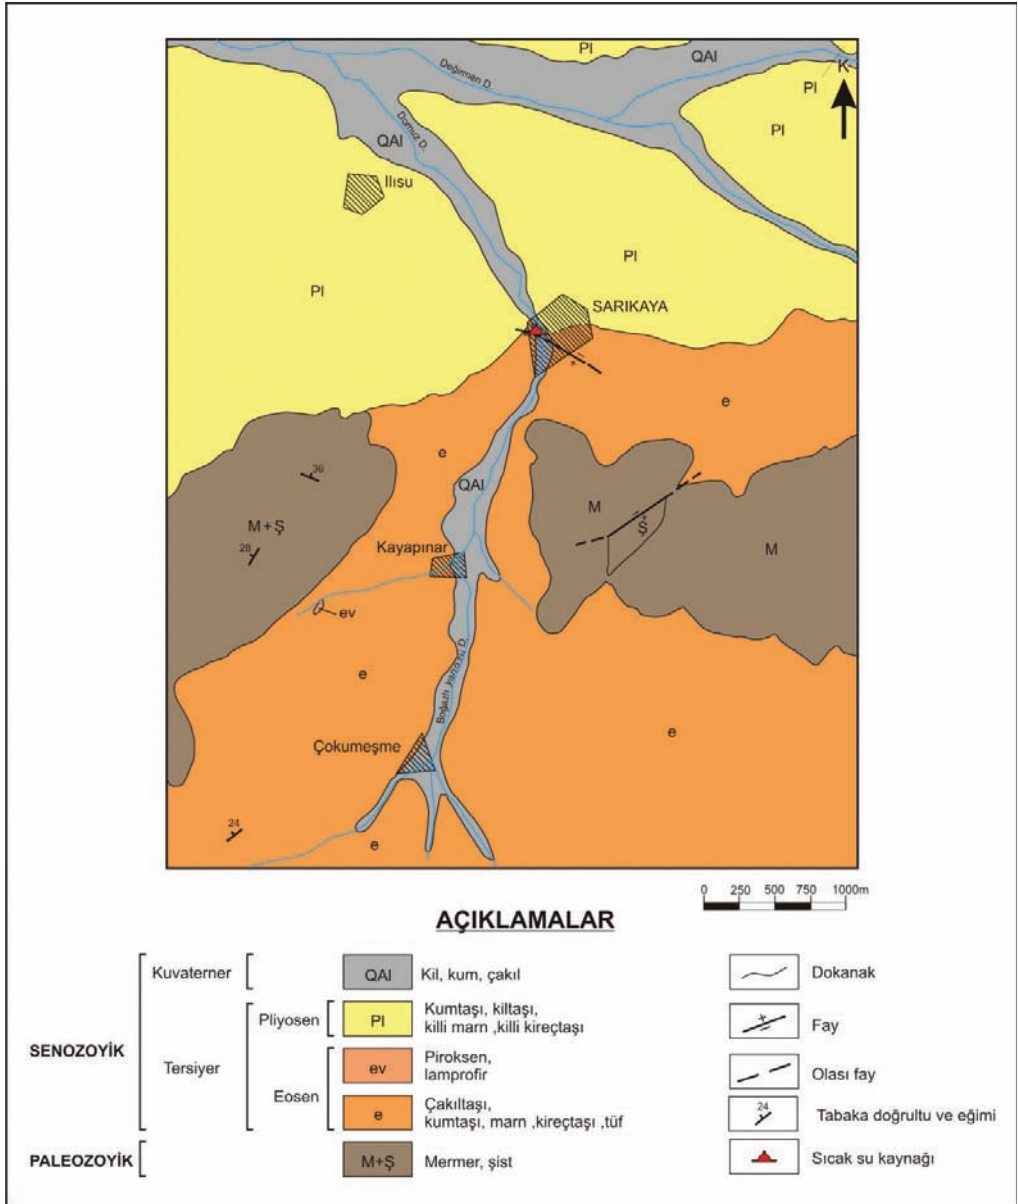 Pl
QAl
K
Değirmen D.
Pl
Domuz D.
Pl
QAl
Ilısu
Pl
Pl
SARIKAYA
e
e
36
QAl
M
Ş
M+Ş
28
Kayapınar
M
ev
e
Boğazlı
D.
Çokumeşme
e
24
e
0 250 500 750 1000m
AÇIKLAMALAR
Kuvaterner
QAl
Kil, kum, çakıl
Dokanak
Pliyosen
Pl
Kumtaşı, kiltaşı,
killi marn ,killi kireçtaşı
Fay
SENOZOYİK
Tersiyer
Eosen
ev
Piroksen,
lamprofir
Olası fay
e
Çakıltaşı,
kumtaşı, marn ,kireçtaşı ,tüf
24
Tabaka doğrultu ve eğimi
PALEOZOYİK
M+Ş
Mermer, şist
Sıcak su kaynağı